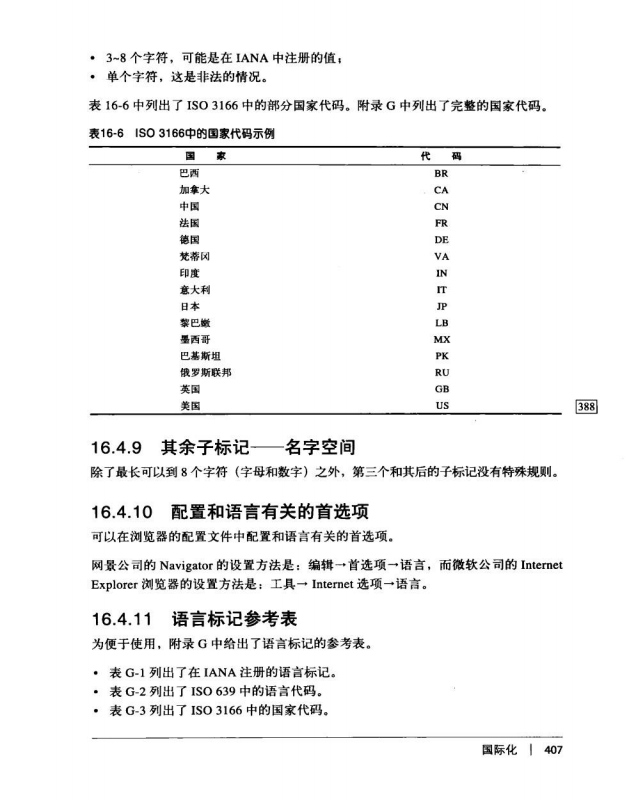 • 3~8 个字符，可能是在 IANA 中注册的值；
• 单个字符，这是非法的情况。
表 16-6 中列出了 ISO 3166 中的部分国家代码。附录 G 中列出了完整的国家代码。
表16-6 ISO 3166中的国家代码示例
国 家 代 码
巴西 BR
加拿大 CA
中国 CN
法国 FR
德国 DE
梵蒂冈 VA
印度 IN
意大利 IT
日本 JP
黎巴嫩 LB
墨西哥 MX
巴基斯坦 PK
俄罗斯联邦 RU
英国 GB
美国 US
388
16.4.9 其余子标记——名字空间
除了最长可以到 8 个字符（字母和数字）之外，第三个和其后的子标记没有特殊规则。
16.4.10 配置和语言有关的首选项
可以在浏览器的配置文件中配置和语言有关的首选项。
网景公司的 Navigator 的设置方法是：编辑→首选项→语言，而微软公司的 Internet
Explorer 浏览器的设置方法是：工具→ Internet 选项→语言。
16.4.11 语言标记参考表
为便于使用，附录 G 中给出了语言标记的参考表。
• 表 G-1 列出了在 IANA 注册的语言标记。
• 表 G-2 列出了 ISO 639 中的语言代码。
• 表 G-3 列出了 ISO 3166 中的国家代码。
国际化 | 407